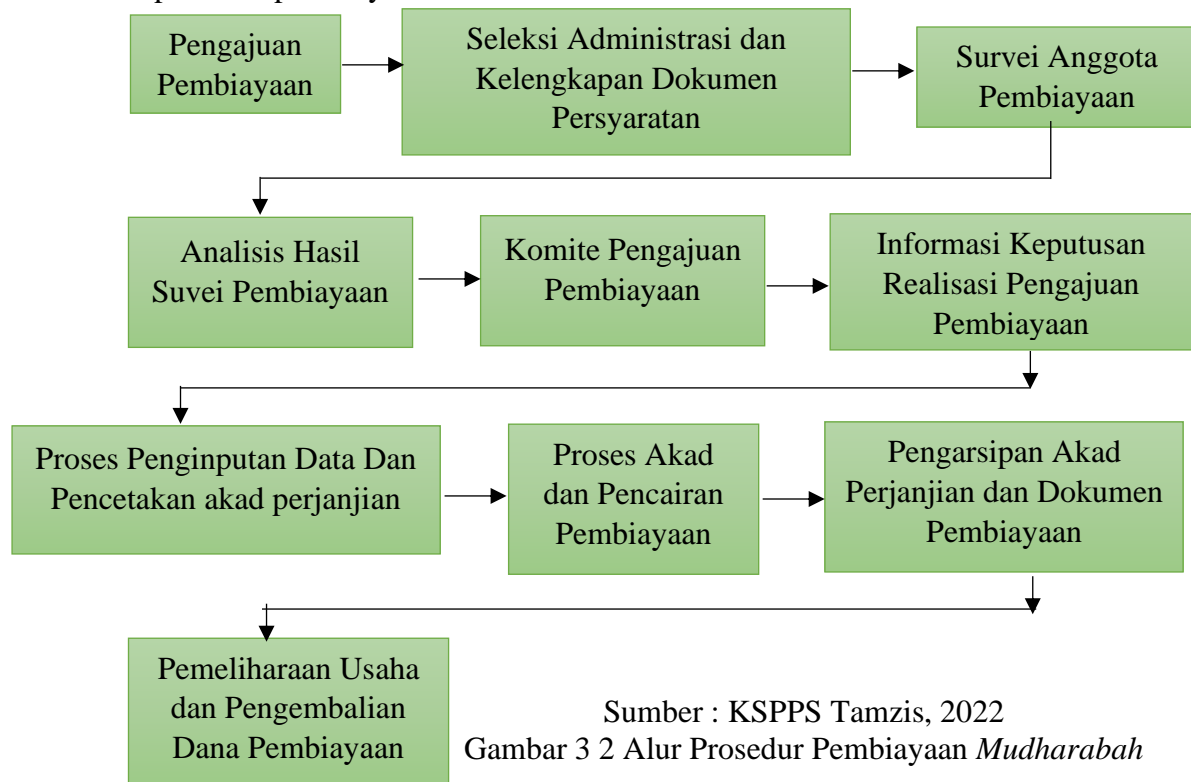 Pengajuan
Pembiayaan
Seleksi Administrasi dan
Kelengkapan Dokumen
Persyaratan
Survei Anggota
Pembiayaan
Analisis Hasil
Suvei Pembiayaan
Komite Pengajuan
Pembiayaan
Informasi Keputusan
Realisasi Pengajuan
Pembiayaan
Proses Penginputan Data Dan
Pencetakan akad perjanjian
Proses Akad
dan Pencairan
Pembiayaan
Pengarsipan Akad
Perjanjian dan Dokumen
Pembiayaan
Pemeliharaan Usaha
dan Pengembalian
Dana Pembiayaan
Sumber : KSPPS Tamzis, 2022
Gambar 3 2 Alur Prosedur Pembiayaan Mudharabah